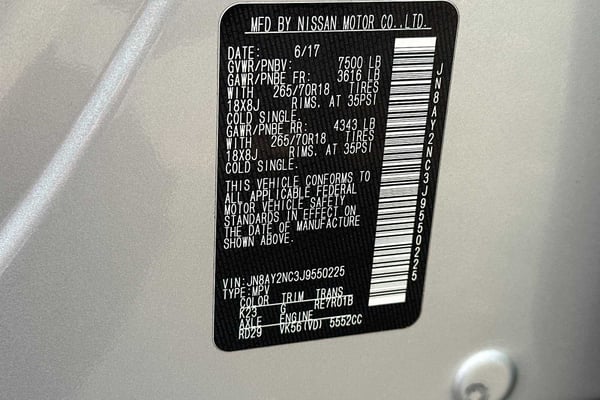 MFD BY NISSAN MOTOR CO.,LTD.
DATE: 6/17
GVWR/PNBV: 7500 LB
GAWR/PNBE FR: 3616 LB
WITH 265/70R18 TIRES
18X8J RIMS. AT 35PSI
COLD SINGLE.
GAWR/PNBE RR: 4343 LB
WITH 265/70R18 TIRES
18X8J RIMS. AT 35PSI
COLD SINGLE.
THIS VEHICLE CONFORMS TO
ALL APPLICABLE FEDERAL
MOTOR VEHICLE SAFETY
STANDARDS IN EFFECT ON
THE DATE OF MANUFACTURE
SHOWN ABOVE.
VIN:JN8AY2NC3J9550225
TYPE:MPV
COLOR TRIM TRANS
K23 G RE7R01B
AXLE ENGINE
RD29 VK56(VD) 5552CC
JN8AY2NC3J9550225